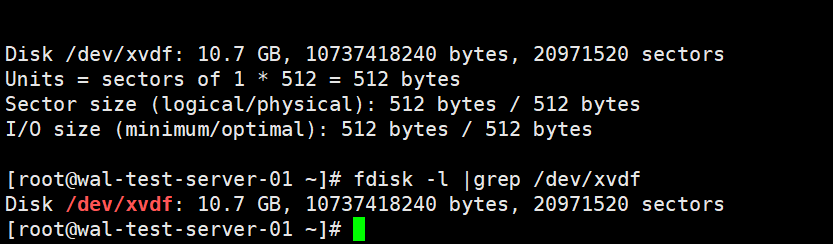 Disk /dev/xvdf: 10.7 GB, 10737418240 bytes, 20971520 sectors
Units = sectors of 1 * 512 = 512 bytes
Sector size (logical/physical): 512 bytes / 512 bytes
I/O size (minimum/optimal): 512 bytes / 512 bytes
[root@wal-test-server-01 ~]# fdisk -l |grep /dev/xvdf
Disk /dev/xvdf: 10.7 GB, 10737418240 bytes, 20971520 sectors
[root@wal-test-server-01 ~]#